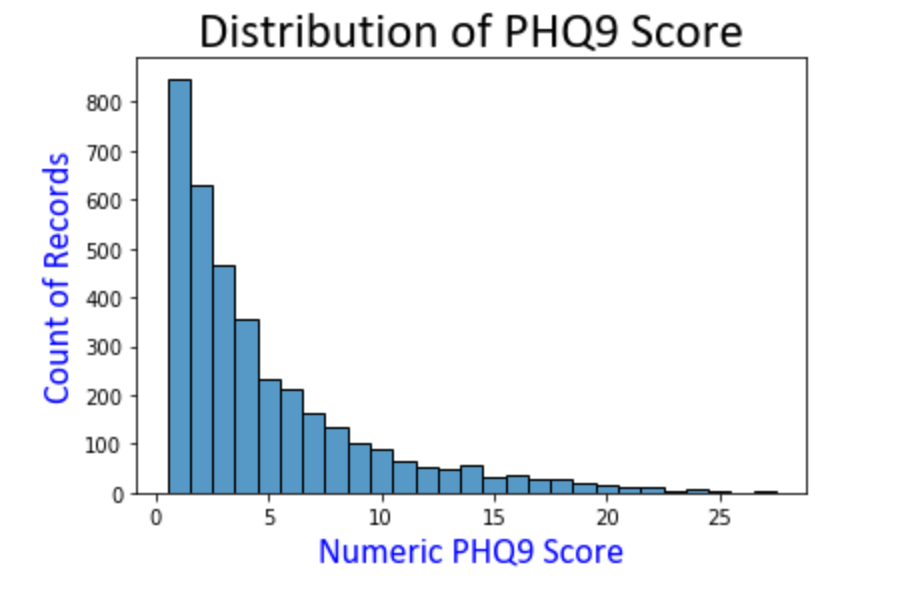 Distribution of PHQ9 Score
Count of Records
800
700
600
500
400
300
200
100
0
0 5 10 15 20 25
Numeric PHQ9 Score